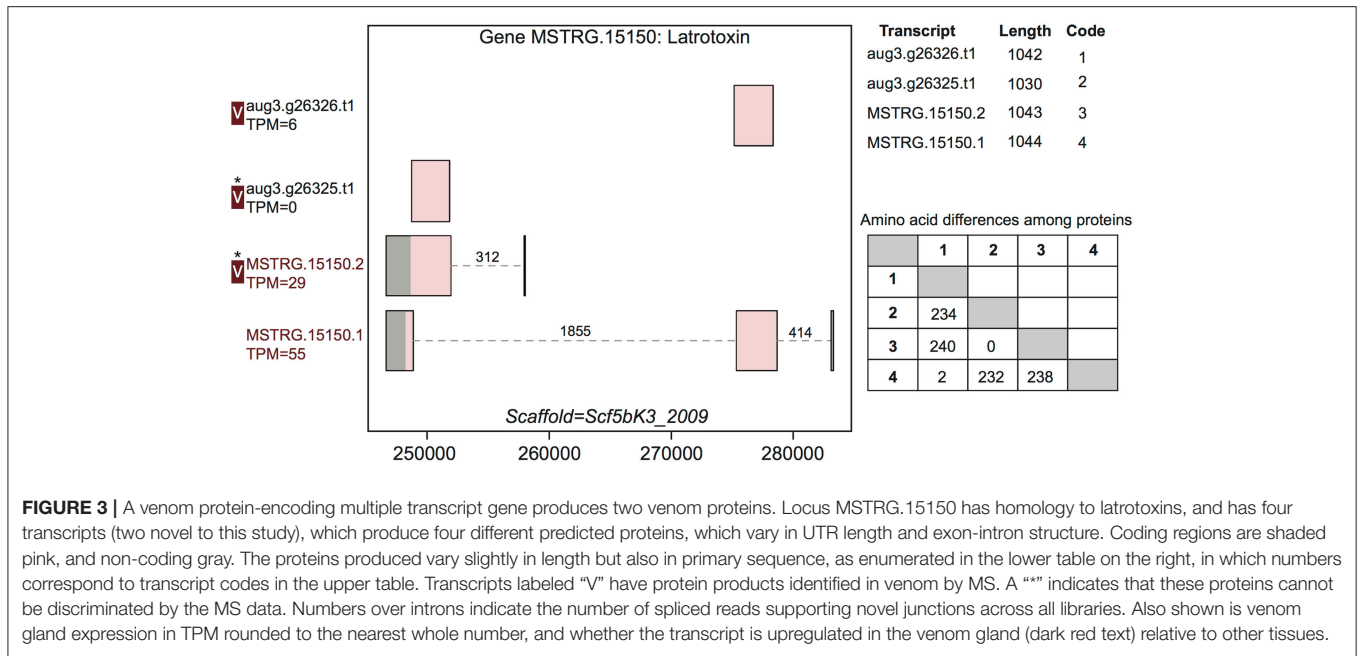 Gene MSTRG.15150: Latrotoxin
V aug3.g26326.t1
TPM=6
*
V aug3.g26325.t1
TPM=0
*
V MSTRG.15150.2
TPM=29
312
MSTRG.15150.1
TPM=55
1855
414
Scaffold=Scf5bK3_2009
250000 260000 270000 280000
Transcript Length Code
aug3.g26326.t1 1042 1
aug3.g26325.t1 1030 2
MSTRG.15150.2 1043 3
MSTRG.15150.1 1044 4
Amino acid differences among proteins
1 2 3 4
1
2 234
3 240 0
4 2 232 238
FIGURE 3 | A venom protein-encoding multiple transcript gene produces two venom proteins. Locus MSTRG.15150 has homology to latrotoxins, and has four
transcripts (two novel to this study), which produce four different predicted proteins, which vary in UTR length and exon-intron structure. Coding regions are shaded
pink, and non-coding gray. The proteins produced vary slightly in length but also in primary sequence, as enumerated in the lower table on the right, in which numbers
correspond to transcript codes in the upper table. Transcripts labeled “V” have protein products identified in venom by MS. A “*” indicates that these proteins cannot
be discriminated by the MS data. Numbers over introns indicate the number of spliced reads supporting novel junctions across all libraries. Also shown is venom
gland expression in TPM rounded to the nearest whole number, and whether the transcript is upregulated in the venom gland (dark red text) relative to other tissues.